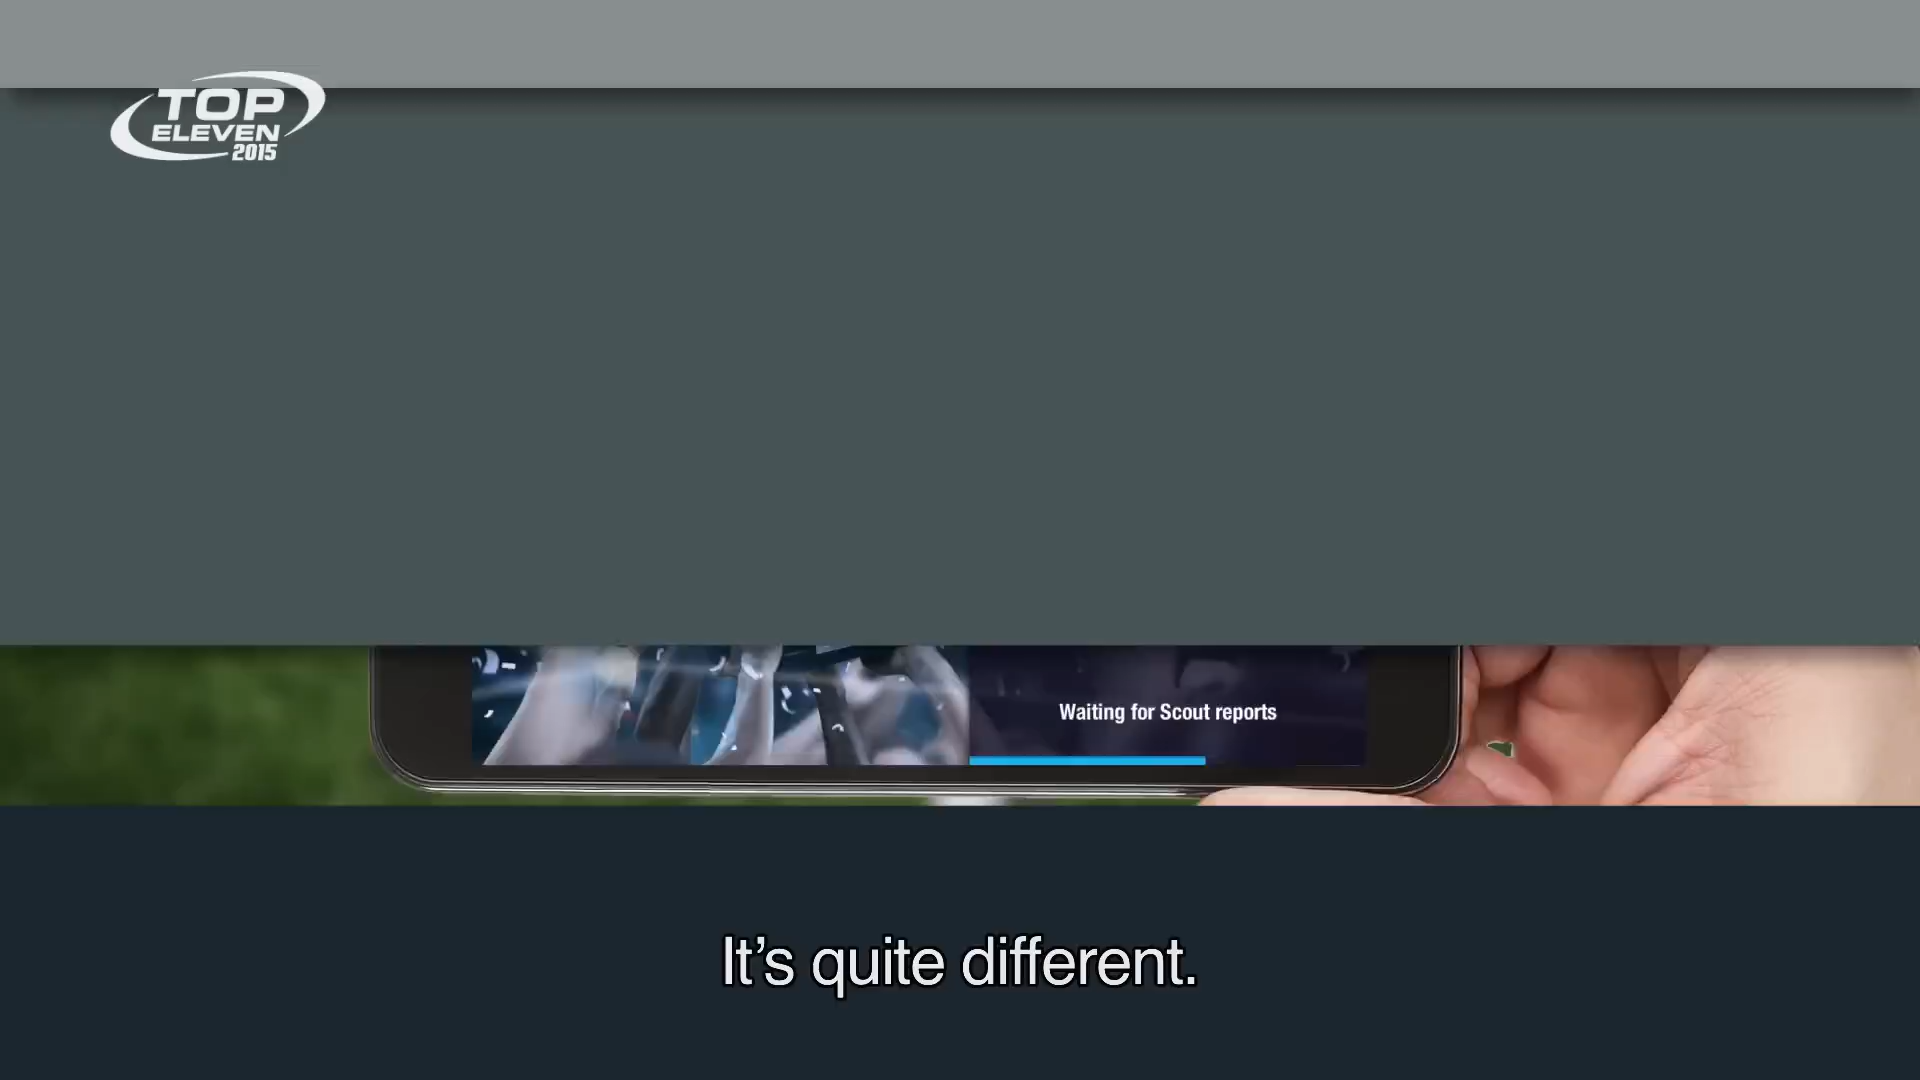 TOP
ELEVEN
2015
Waiting for Scout reports
It's quite different.